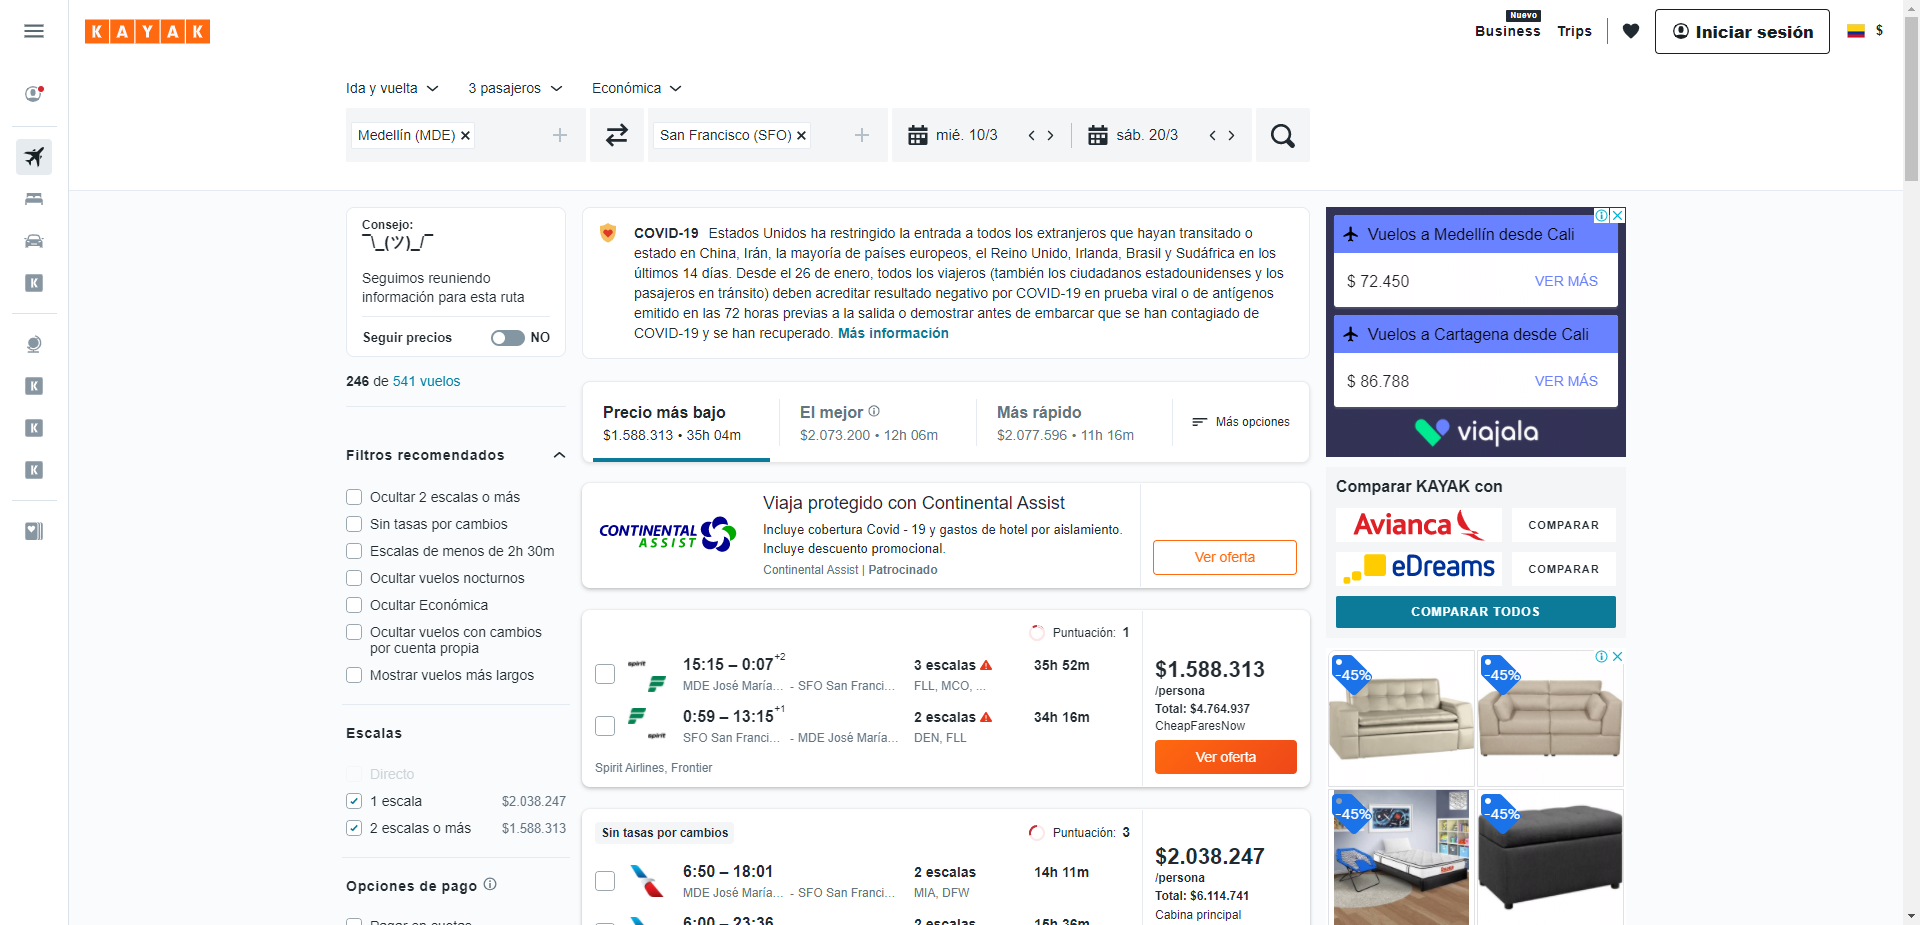 KAYAK
Nuevo
Business
Trips
Iniciar sesión
$
Ida y vuelta
3 pasajeros
Económica
Medellín (MDE)
San Francisco (SFO)
mié. 10/3
sáb. 20/3
Consejo:
¯\_(ツ)_/¯
Seguimos reuniendo
información para esta ruta
Seguir precios
NO
246 de 541 vuelos
Filtros recomendados
Ocultar 2 escalas o más
Sin tasas por cambios
Escalas de menos de 2h 30m
Ocultar vuelos nocturnos
Ocultar Económica
Ocultar vuelos con cambios
por cuenta propia
Mostrar vuelos más largos
Escalas
Directo
1 escala $2.038.247
2 escalas o más $1.588.313
Opciones de pago
Pagar en cuotas
COVID-19 Estados Unidos ha restringido la entrada a todos los extranjeros que hayan transitado o
estado en China, Irán, la mayoría de países europeos, el Reino Unido, Irlanda, Brasil y Sudáfrica en los
últimos 14 días. Desde el 26 de enero, todos los viajeros (también los ciudadanos estadounidenses y los
pasajeros en tránsito) deben acreditar resultado negativo por COVID-19 en prueba viral o de antígenos
emitido en las 72 horas previas a la salida o demostrar antes de embarcar que se han contagiado de
COVID-19 y se han recuperado. Más información
Precio más bajo
$1.588.313 • 35h 04m
El mejor
$2.073.200 • 12h 06m
Más rápido
$2.077.596 • 11h 16m
Más opciones
CONTINENTAL
ASSIST
Viaja protegido con Continental Assist
Incluye cobertura Covid - 19 y gastos de hotel por aislamiento.
Incluye descuento promocional.
Continental Assist | Patrocinado
Ver oferta
Puntuación: 1
spirit
15:15 – 0:07+2
3 escalas
35h 52m
MDE José María... - SFO San Franci...
FLL, MCO, ...
0:59 – 13:15+1
2 escalas
34h 16m
spirit
SFO San Franci... - MDE José María...
DEN, FLL
Spirit Airlines, Frontier
$1.588.313
/persona
Total: $4.764.937
CheapFaresNow
Ver oferta
Sin tasas por cambios
Puntuación: 3
6:50 – 18:01
2 escalas
14h 11m
MDE José María... - SFO San Franci...
MIA, DFW
6:00 – 23:36
2 escalas
15h 36m
$2.038.247
/persona
Total: $6.114.741
Cabina principal
Vuelos a Medellín desde Cali
$ 72.450
VER MÁS
Vuelos a Cartagena desde Cali
$ 86.788
VER MÁS
viajala
Comparar KAYAK con
Avianca
COMPARAR
eDreams
COMPARAR
COMPARAR TODOS
-45%
-45%
-45%
-45%